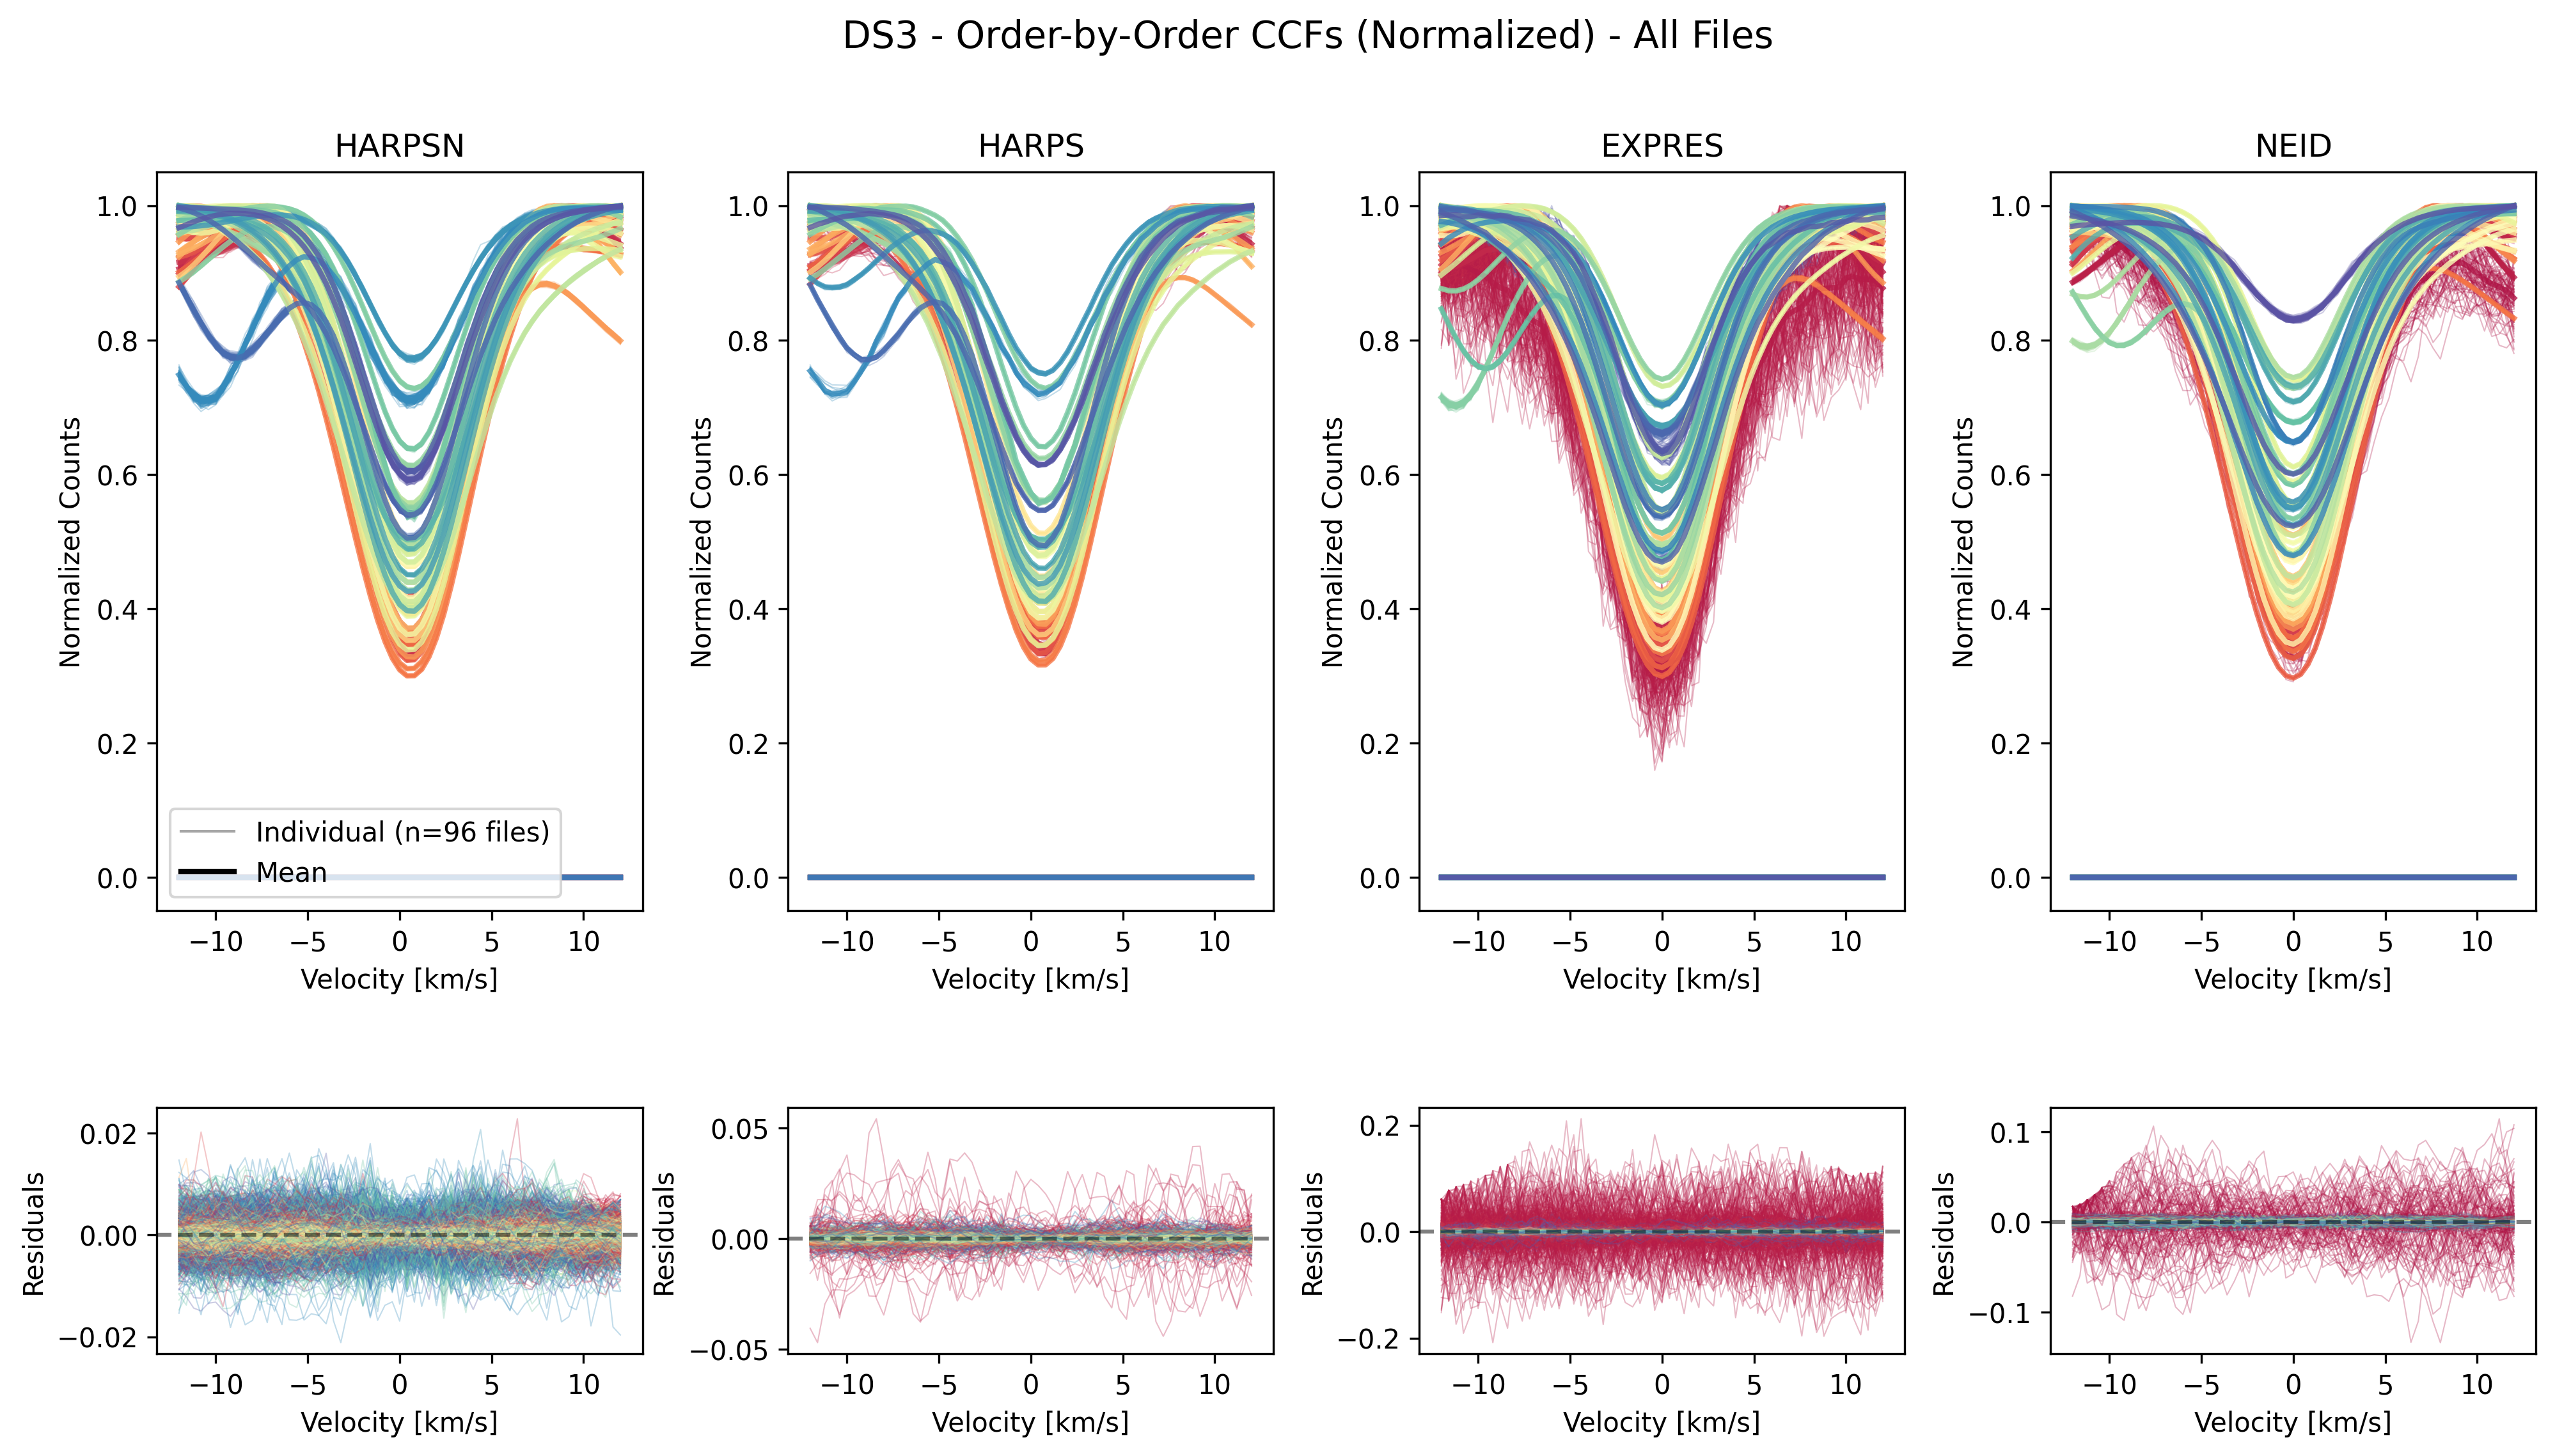 DS3 - Order-by-Order CCFs (Normalized) - All Files
HARPSN
1.0
0.8
0.6
0.4
0.2
0.0
Normalized Counts
Individual (n=96 files)
Mean
−10 −5 0 5 10
Velocity [km/s]
HARPS
1.0
0.8
0.6
0.4
0.2
0.0
Normalized Counts
−10 −5 0 5 10
Velocity [km/s]
EXPRES
1.0
0.8
0.6
0.4
0.2
0.0
Normalized Counts
−10 −5 0 5 10
Velocity [km/s]
NEID
1.0
0.8
0.6
0.4
0.2
0.0
Normalized Counts
−10 −5 0 5 10
Velocity [km/s]
0.02
0.00
−0.02
Residuals
−10 −5 0 5 10
Velocity [km/s]
0.05
0.00
−0.05
Residuals
−10 −5 0 5 10
Velocity [km/s]
0.2
0.0
−0.2
Residuals
−10 −5 0 5 10
Velocity [km/s]
0.1
0.0
−0.1
Residuals
−10 −5 0 5 10
Velocity [km/s]